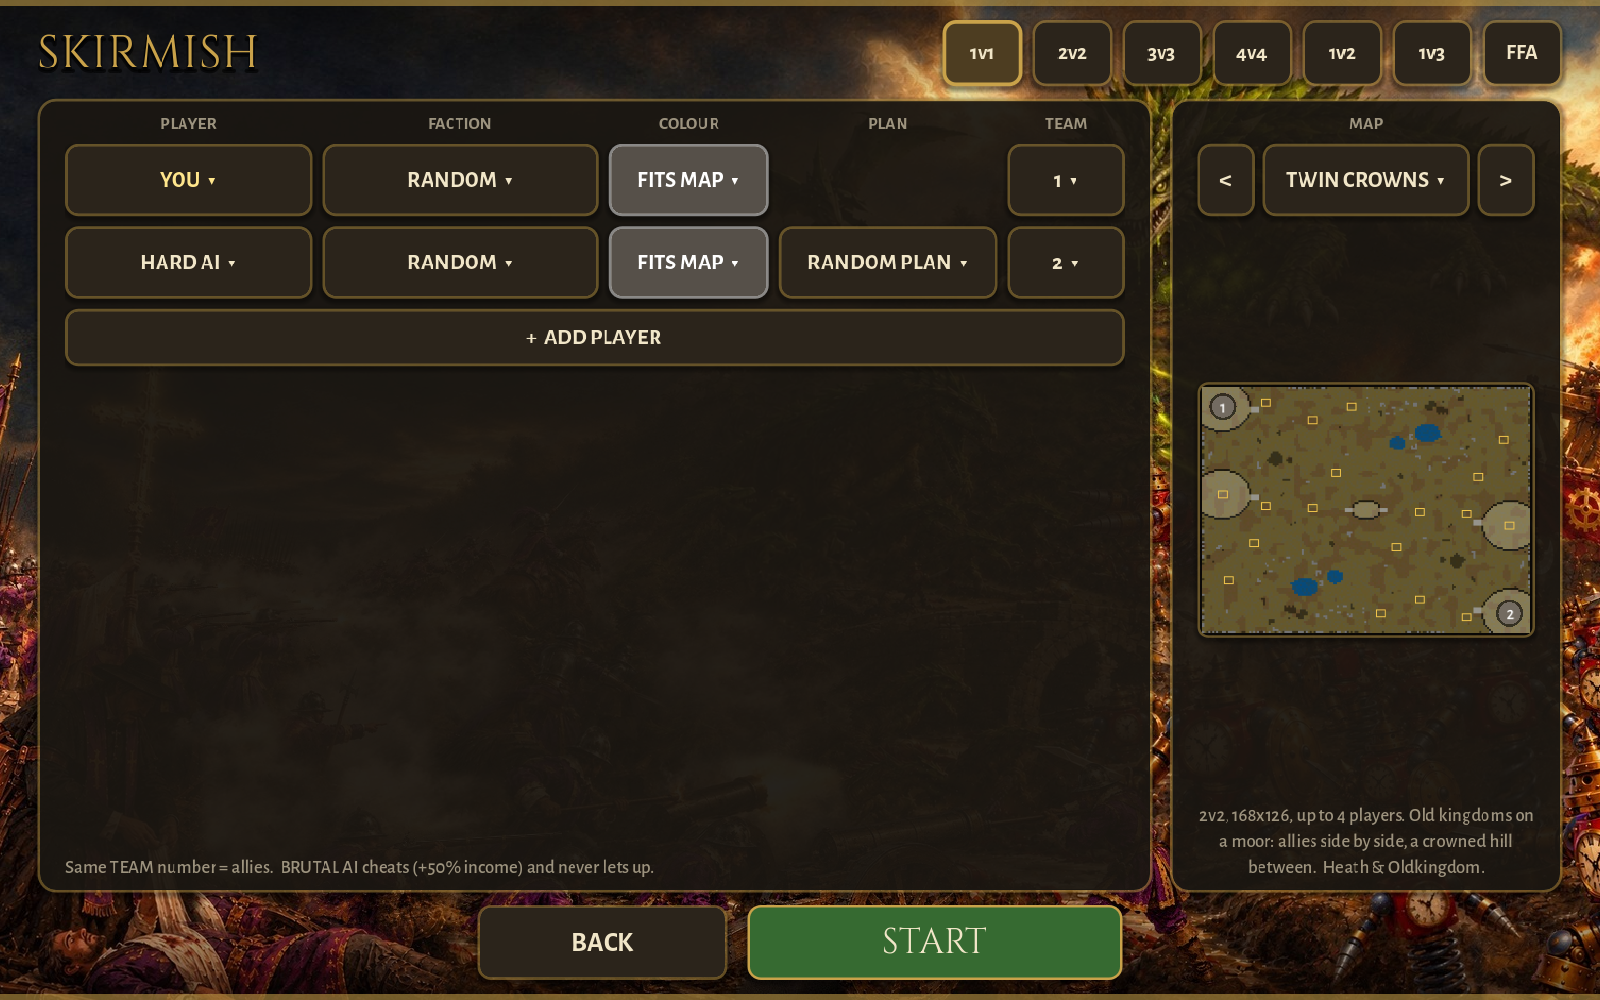 SKIRMISH
1v1 2v2 3v3 4v4 1v2 1v3 FFA
PLAYER FACTION COLOUR PLAN TEAM
YOU ▾ RANDOM ▾ FITS MAP ▾ 1 ▾
HARD AI ▾ RANDOM ▾ FITS MAP ▾ RANDOM PLAN ▾ 2 ▾
+ ADD PLAYER
Same TEAM number = allies. BRUTAL AI cheats (+50% income) and never lets up.
MAP
< TWIN CROWNS ▾ >
1
2
2v2, 168x126, up to 4 players. Old kingdoms on
a moor: allies side by side, a crowned hill
between. Heath & Oldkingdom.
BACK START